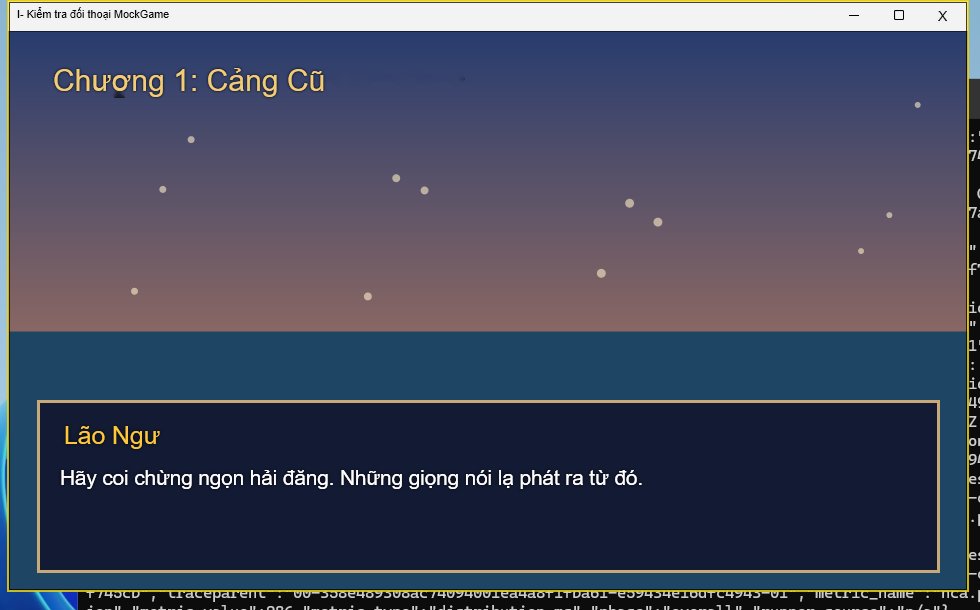 I- Kiểm tra đối thoại MockGame
Chương 1: Cảng Cũ
Lão Ngư
Hãy coi chừng ngọn hải đăng. Những giọng nói lạ phát ra từ đó.